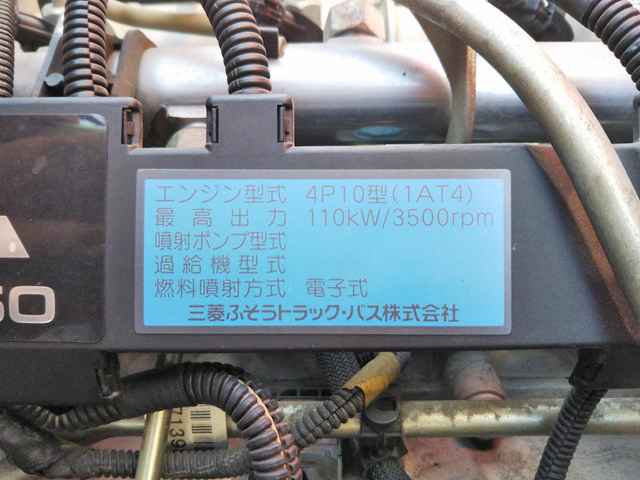 エンジン型式 4P10型(1AT4)
最高出力 110kW/3500rpm
噴射ポンプ型式
過給機型式
燃料噴射方式 電子式
三菱ふそうトラック・バス株式会社